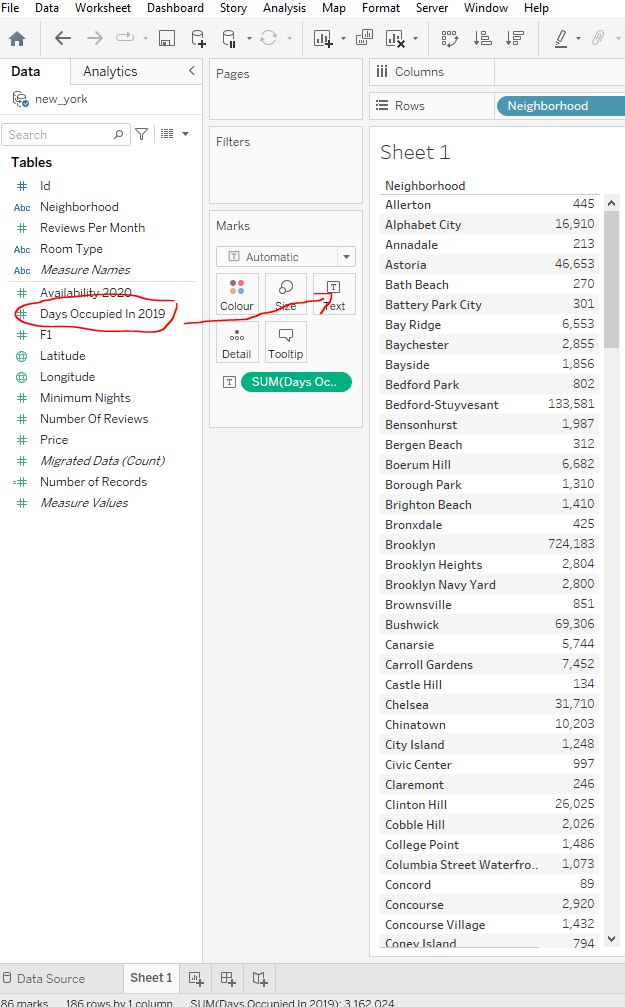 File Data Worksheet Dashboard Story Analysis Map Format Server Window Help
Data Analytics
new_york
Search
Tables
Id
Abc Neighborhood
Reviews Per Month
Abc Room Type
Abc Measure Names
Availability 2020
Days Occupied In 2019
F1
Latitude
Longitude
Minimum Nights
Number Of Reviews
Price
Migrated Data (Count)
Number of Records
Measure Values
Pages
Filters
Marks
Automatic
Colour Size Text
Detail Tooltip
SUM(Days Oc..
Columns
Rows Neighborhood
Sheet 1
Neighborhood
Allerton 445
Alphabet City 16,910
Annadale 213
Astoria 46,653
Bath Beach 270
Battery Park City 301
Bay Ridge 6,553
Baychester 2,855
Bayside 1,856
Bedford Park 802
Bedford-Stuyvesant 133,581
Bensonhurst 1,987
Bergen Beach 312
Boerum Hill 6,682
Borough Park 1,310
Brighton Beach 1,410
Bronxdale 425
Brooklyn 724,183
Brooklyn Heights 2,804
Brooklyn Navy Yard 2,800
Brownsville 851
Bushwick 69,306
Canarsie 5,744
Carroll Gardens 7,452
Castle Hill 134
Chelsea 31,710
Chinatown 10,203
City Island 1,248
Civic Center 997
Claremont 246
Clinton Hill 26,025
Cobble Hill 2,026
College Point 1,486
Columbia Street Waterfro.. 1,073
Concord 89
Concourse 2,920
Concourse Village 1,432
Coney Island 794
Data Source Sheet 1
86 marks 186 rows by 1 column SUM(Days Occupied In 2019): 3,162,024